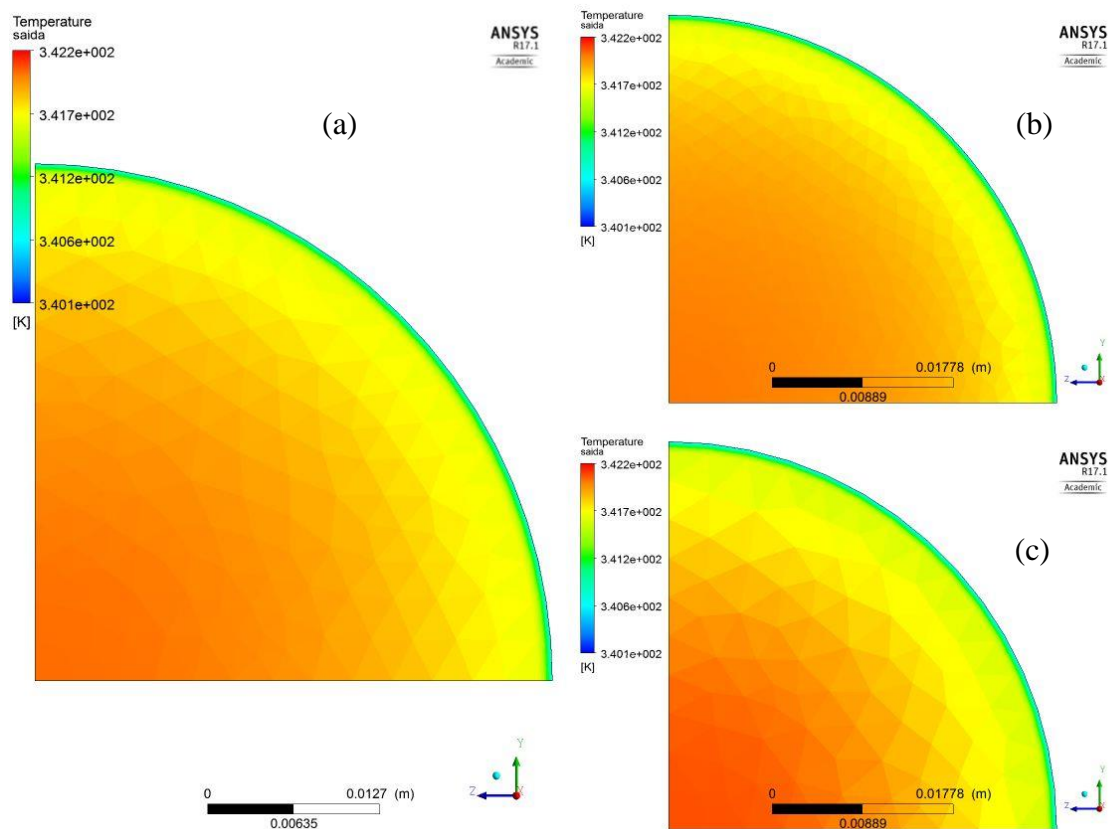 Temperature
saida
3.422e+002
3.417e+002
3.412e+002
3.406e+002
3.401e+002
[K]
ANSYS
R17.1
Academic
(a)
0
0.0127 (m)
0.00635
Y
Z
X
Temperature
saida
3.422e+002
3.417e+002
3.412e+002
3.406e+002
3.401e+002
[K]
ANSYS
R17.1
Academic
(b)
0
0.01778 (m)
0.00889
Y
Z
X
Temperature
saida
3.422e+002
3.417e+002
3.412e+002
3.406e+002
3.401e+002
[K]
ANSYS
R17.1
Academic
(c)
0
0.01778 (m)
0.00889
Y
Z
X